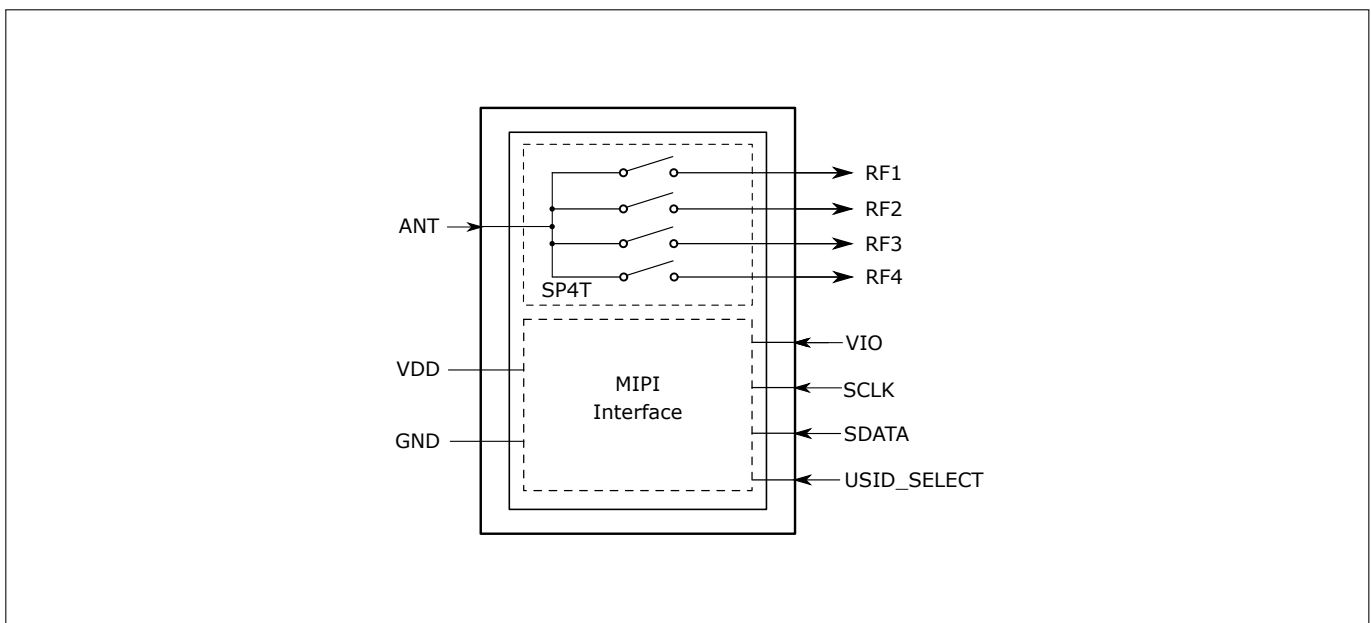 RF1
RF2
ANT
RF3
RF4
SP4T
VIO
VDD
MIPI
Interface
SCLK
SDATA
GND
USID_SELECT